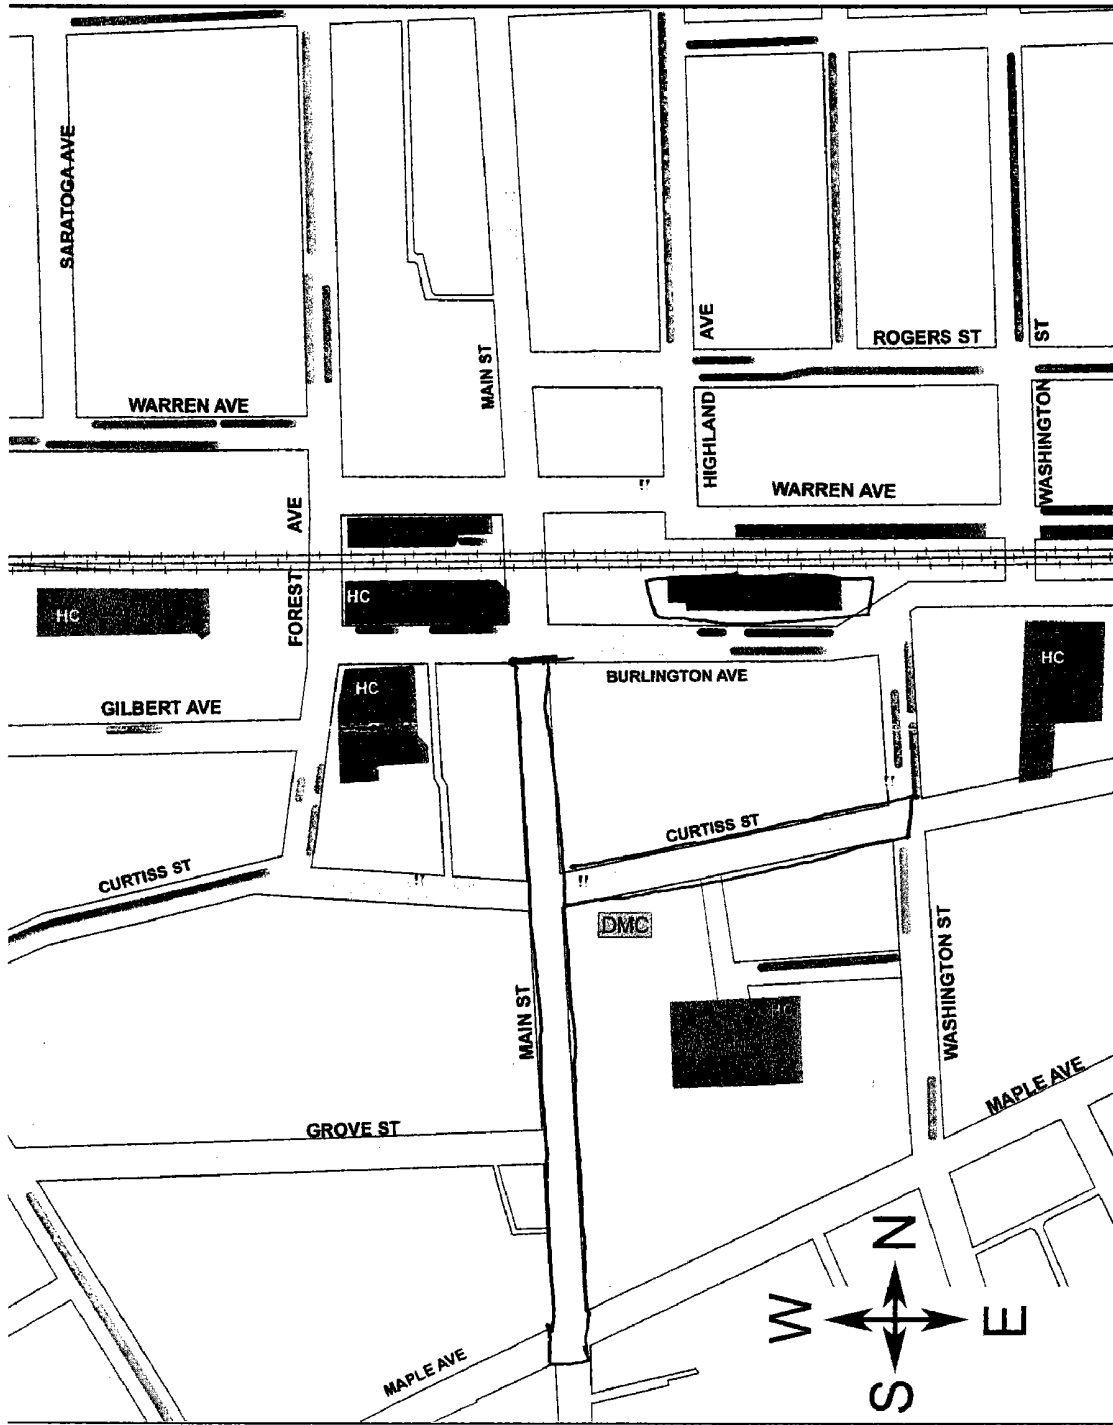 SARATOGA AVE
WARREN AVE
MAIN ST
AVE
HIGHLAND
ROGERS ST
ST
WASHINGTON
WARREN AVE
AVE
FOREST
HC
HC
HC
HC
GILBERT AVE
BURLINGTON AVE
CURTISS ST
CURTISS ST
DMC
MAIN ST
HC
WASHINGTON ST
GROVE ST
MAPLE AVE
MAPLE AVE
W
N
S
E